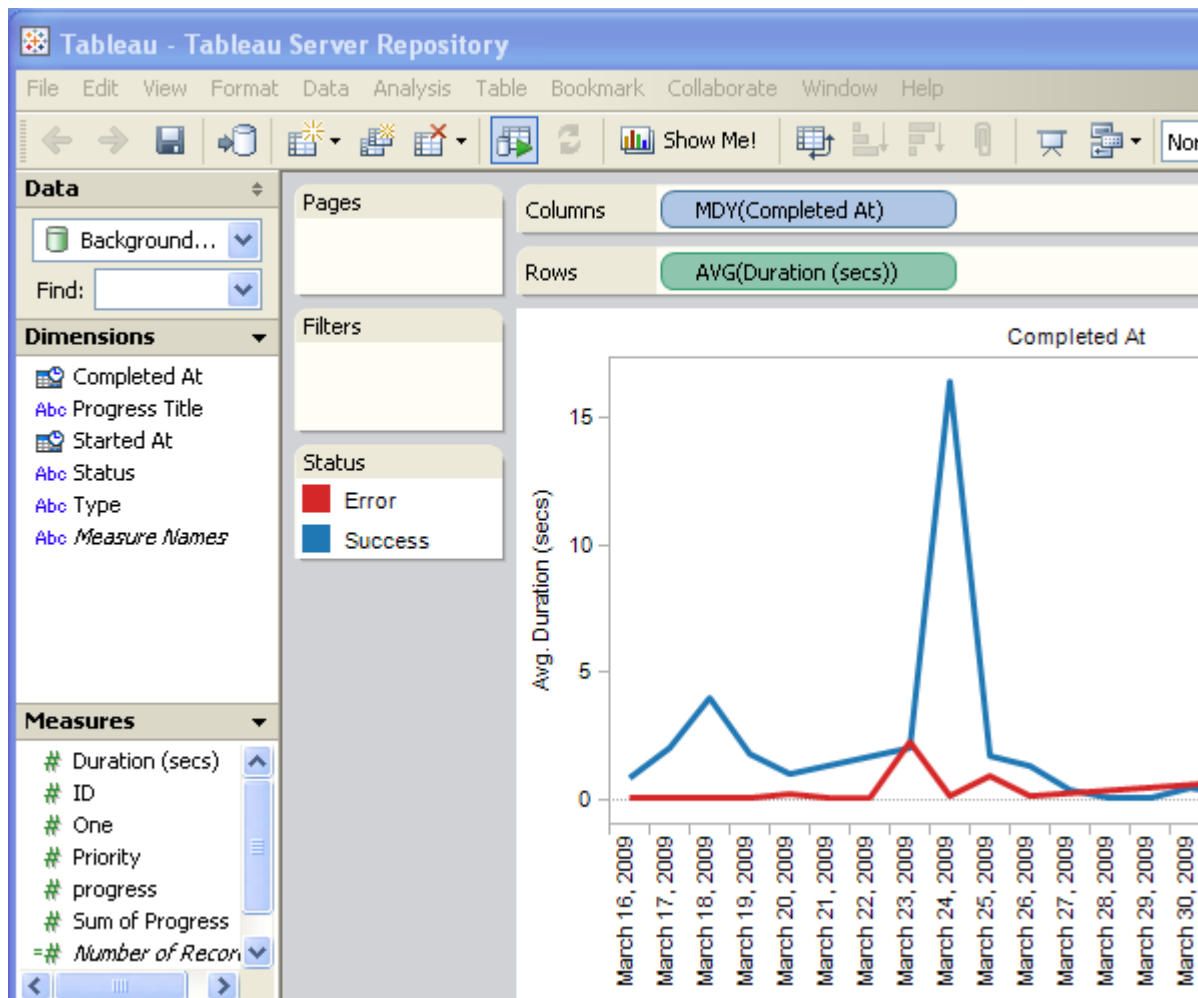 Tableau - Tableau Server Repository
File Edit View Format Data Analysis Table Bookmark Collaborate Window Help
Show Me!
Data
Background...
Find:
Dimensions
Completed At
Abc Progress Title
Started At
Abc Status
Abc Type
Abc Measure Names
Measures
# Duration (secs)
# ID
# One
# Priority
# progress
# Sum of Progress
=# Number of Recor
Pages
Filters
Status
Error
Success
Columns MDY(Completed At)
Rows AVG(Duration (secs))
Completed At
Avg. Duration (secs)
15
10
5
0
March 16, 2009
March 17, 2009
March 18, 2009
March 19, 2009
March 20, 2009
March 21, 2009
March 22, 2009
March 23, 2009
March 24, 2009
March 25, 2009
March 26, 2009
March 27, 2009
March 28, 2009
March 29, 2009
March 30, 2009